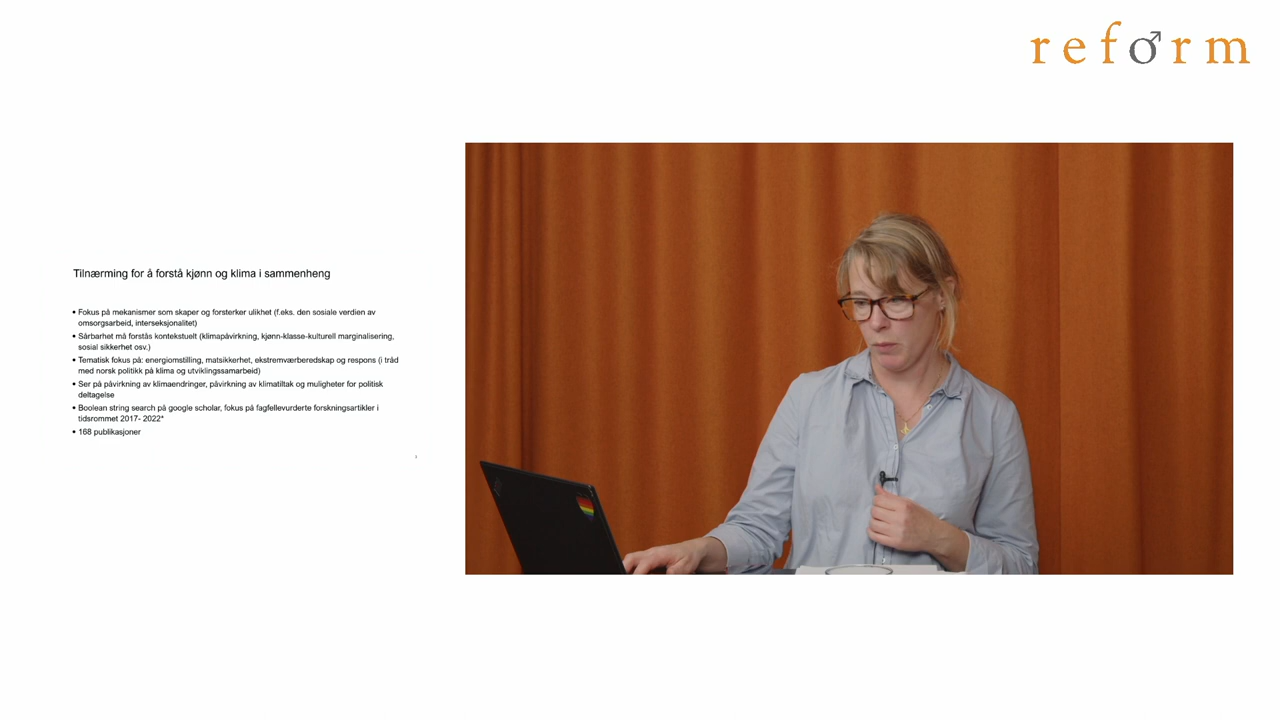 reform
Tilnærming for å forstå kjønn og klima i sammenheng
• Fokus på mekanismer som skaper og forsterker ulikhet (f.eks. den sosiale verdien av
omsorgsarbeid, interseksjonalitet)
• Sårbarhet må forstås kontekstuelt (klimapåvirkning, kjønn-klasse-kulturell marginalisering,
sosial sikkerhet osv.)
• Tematisk fokus på: energiomstilling, matsikkerhet, ekstremværberedskap og respons (i tråd
med norsk politikk på klima og utviklingssamarbeid)
• Ser på påvirkning av klimaendringer, påvirkning av klimatiltak og muligheter for politisk
deltagelse
• Boolean string search på google scholar, fokus på fagfellevurderte forskningsartikler i
tidsrommet 2017- 2022*
• 168 publikasjoner